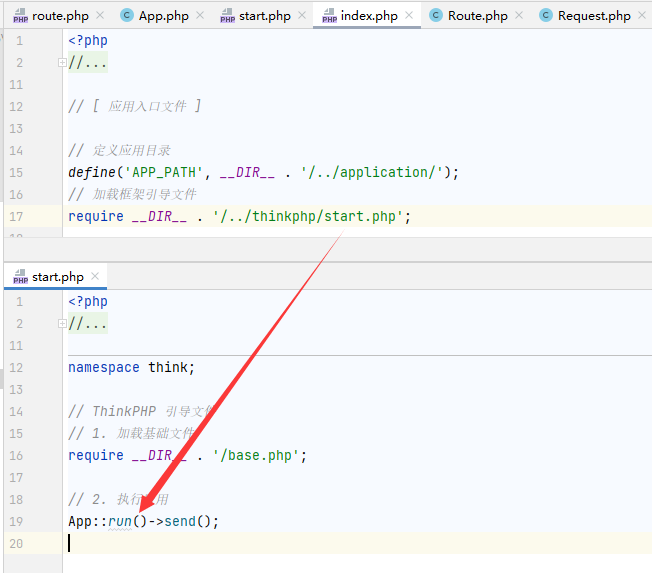 route.php App.php start.php index.php Route.php Request.php
1 <?php
2 //...
11
12 // [ 应用入口文件 ]
13
14 // 定义应用目录
15 define('APP_PATH', __DIR__ . '/../application/');
16 // 加载框架引导文件
17 require __DIR__ . '/../thinkphp/start.php';
start.php
1 <?php
2 //...
11
12 namespace think;
13
14 // ThinkPHP 引导文件
15 // 1. 加载基础文件
16 require __DIR__ . '/base.php';
17
18 // 2. 执行用
19 App::run()->send();
20